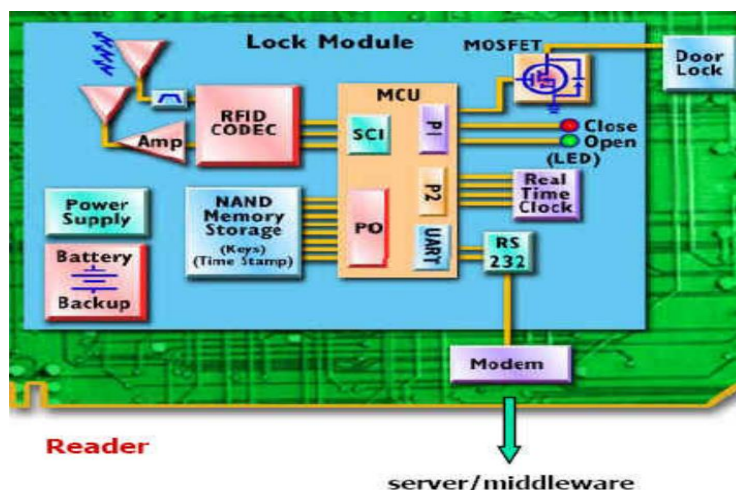 Lock Module
MOSFET
Door
Lock
MCU
RFID
CODEC
SCI
P1
Close
Open
(LED)
Amp
Power
Supply
NAND
Memory
Storage
(Keys)
(Time Stamp)
PO
P2
Real
Time
Clock
UART
RS
232
Battery
Backup
Modem
Reader
server/middleware